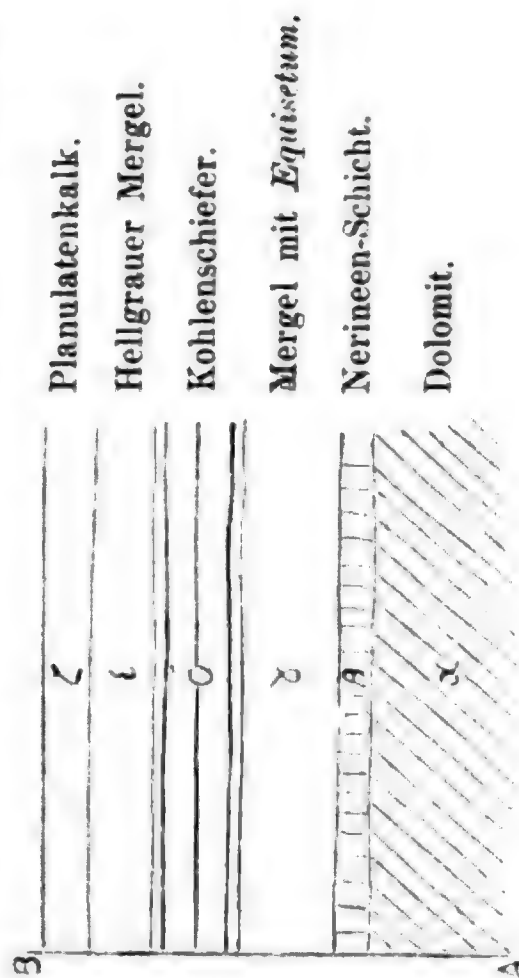 B
Planulatenkalk.
ζ
Hellgrauer Mergel.
ε
Kohlenschiefer.
Mergel mit Equisetum.
γ
Nerineen-Schicht.
Dolomit.
α
A